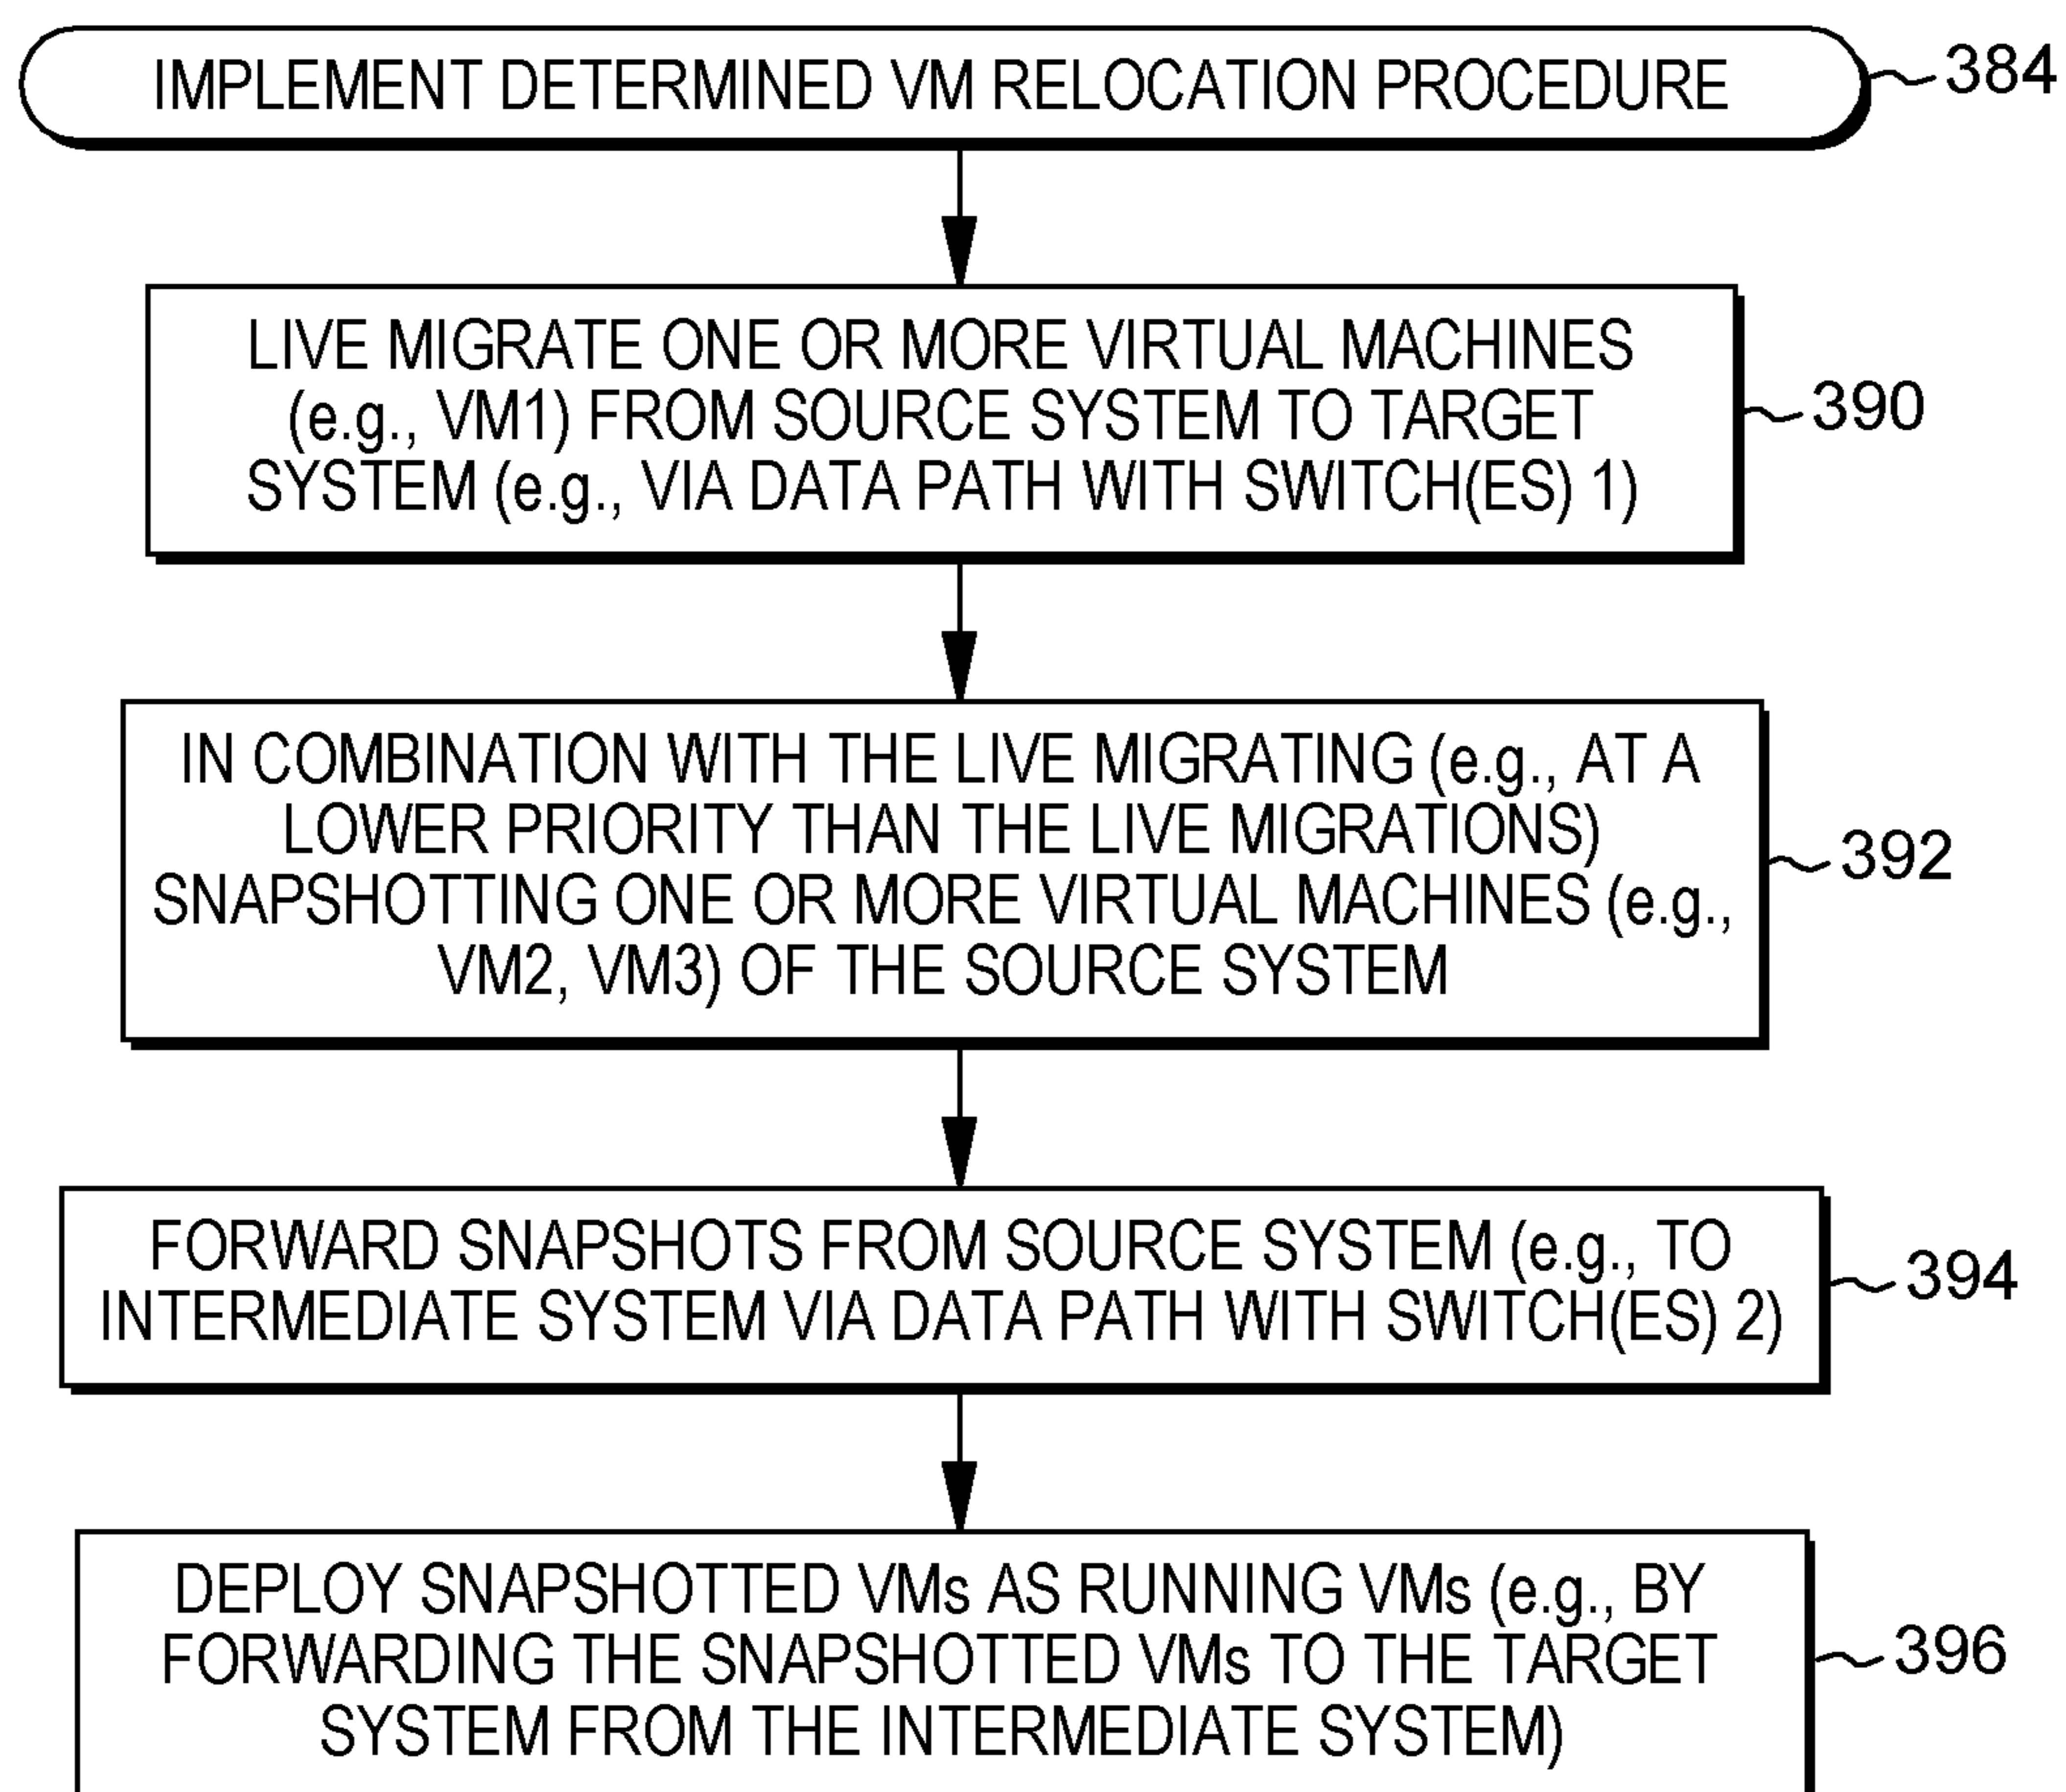 IMPLEMENT DETERMINED VM RELOCATION PROCEDURE
384
LIVE MIGRATE ONE OR MORE VIRTUAL MACHINES
(e.g., VM1) FROM SOURCE SYSTEM TO TARGET
SYSTEM (e.g., VIA DATA PATH WITH SWITCH(ES) 1)
390
IN COMBINATION WITH THE LIVE MIGRATING (e.g., AT A
LOWER PRIORITY THAN THE LIVE MIGRATIONS)
SNAPSHOTTING ONE OR MORE VIRTUAL MACHINES (e.g.,
VM2, VM3) OF THE SOURCE SYSTEM
392
FORWARD SNAPSHOTS FROM SOURCE SYSTEM (e.g., TO
INTERMEDIATE SYSTEM VIA DATA PATH WITH SWITCH(ES) 2)
394
DEPLOY SNAPSHOTTED VMs AS RUNNING VMs (e.g., BY
FORWARDING THE SNAPSHOTTED VMs TO THE TARGET
SYSTEM FROM THE INTERMEDIATE SYSTEM)
396